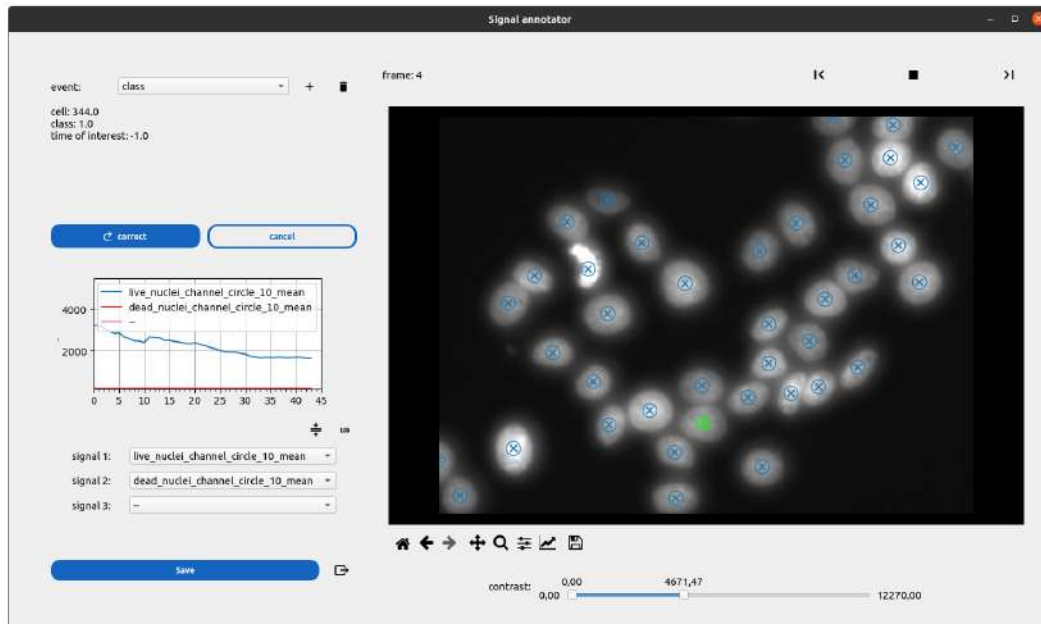 Signal annotator
event: class
frame: 4
cell: 344.0
class: 1.0
time of interest: -1.0
correct cancel
live_nuclei_channel_circle_10_mean
dead_nuclei_channel_circle_10_mean
--
4000
2000
0 5 10 15 20 25 30 35 40 45
signal 1: live_nuclei_channel_circle_10_mean
signal 2: dead_nuclei_channel_circle_10_mean
signal 3: --
Save
contrast: 0,00 4671,47
0,00 12270,00